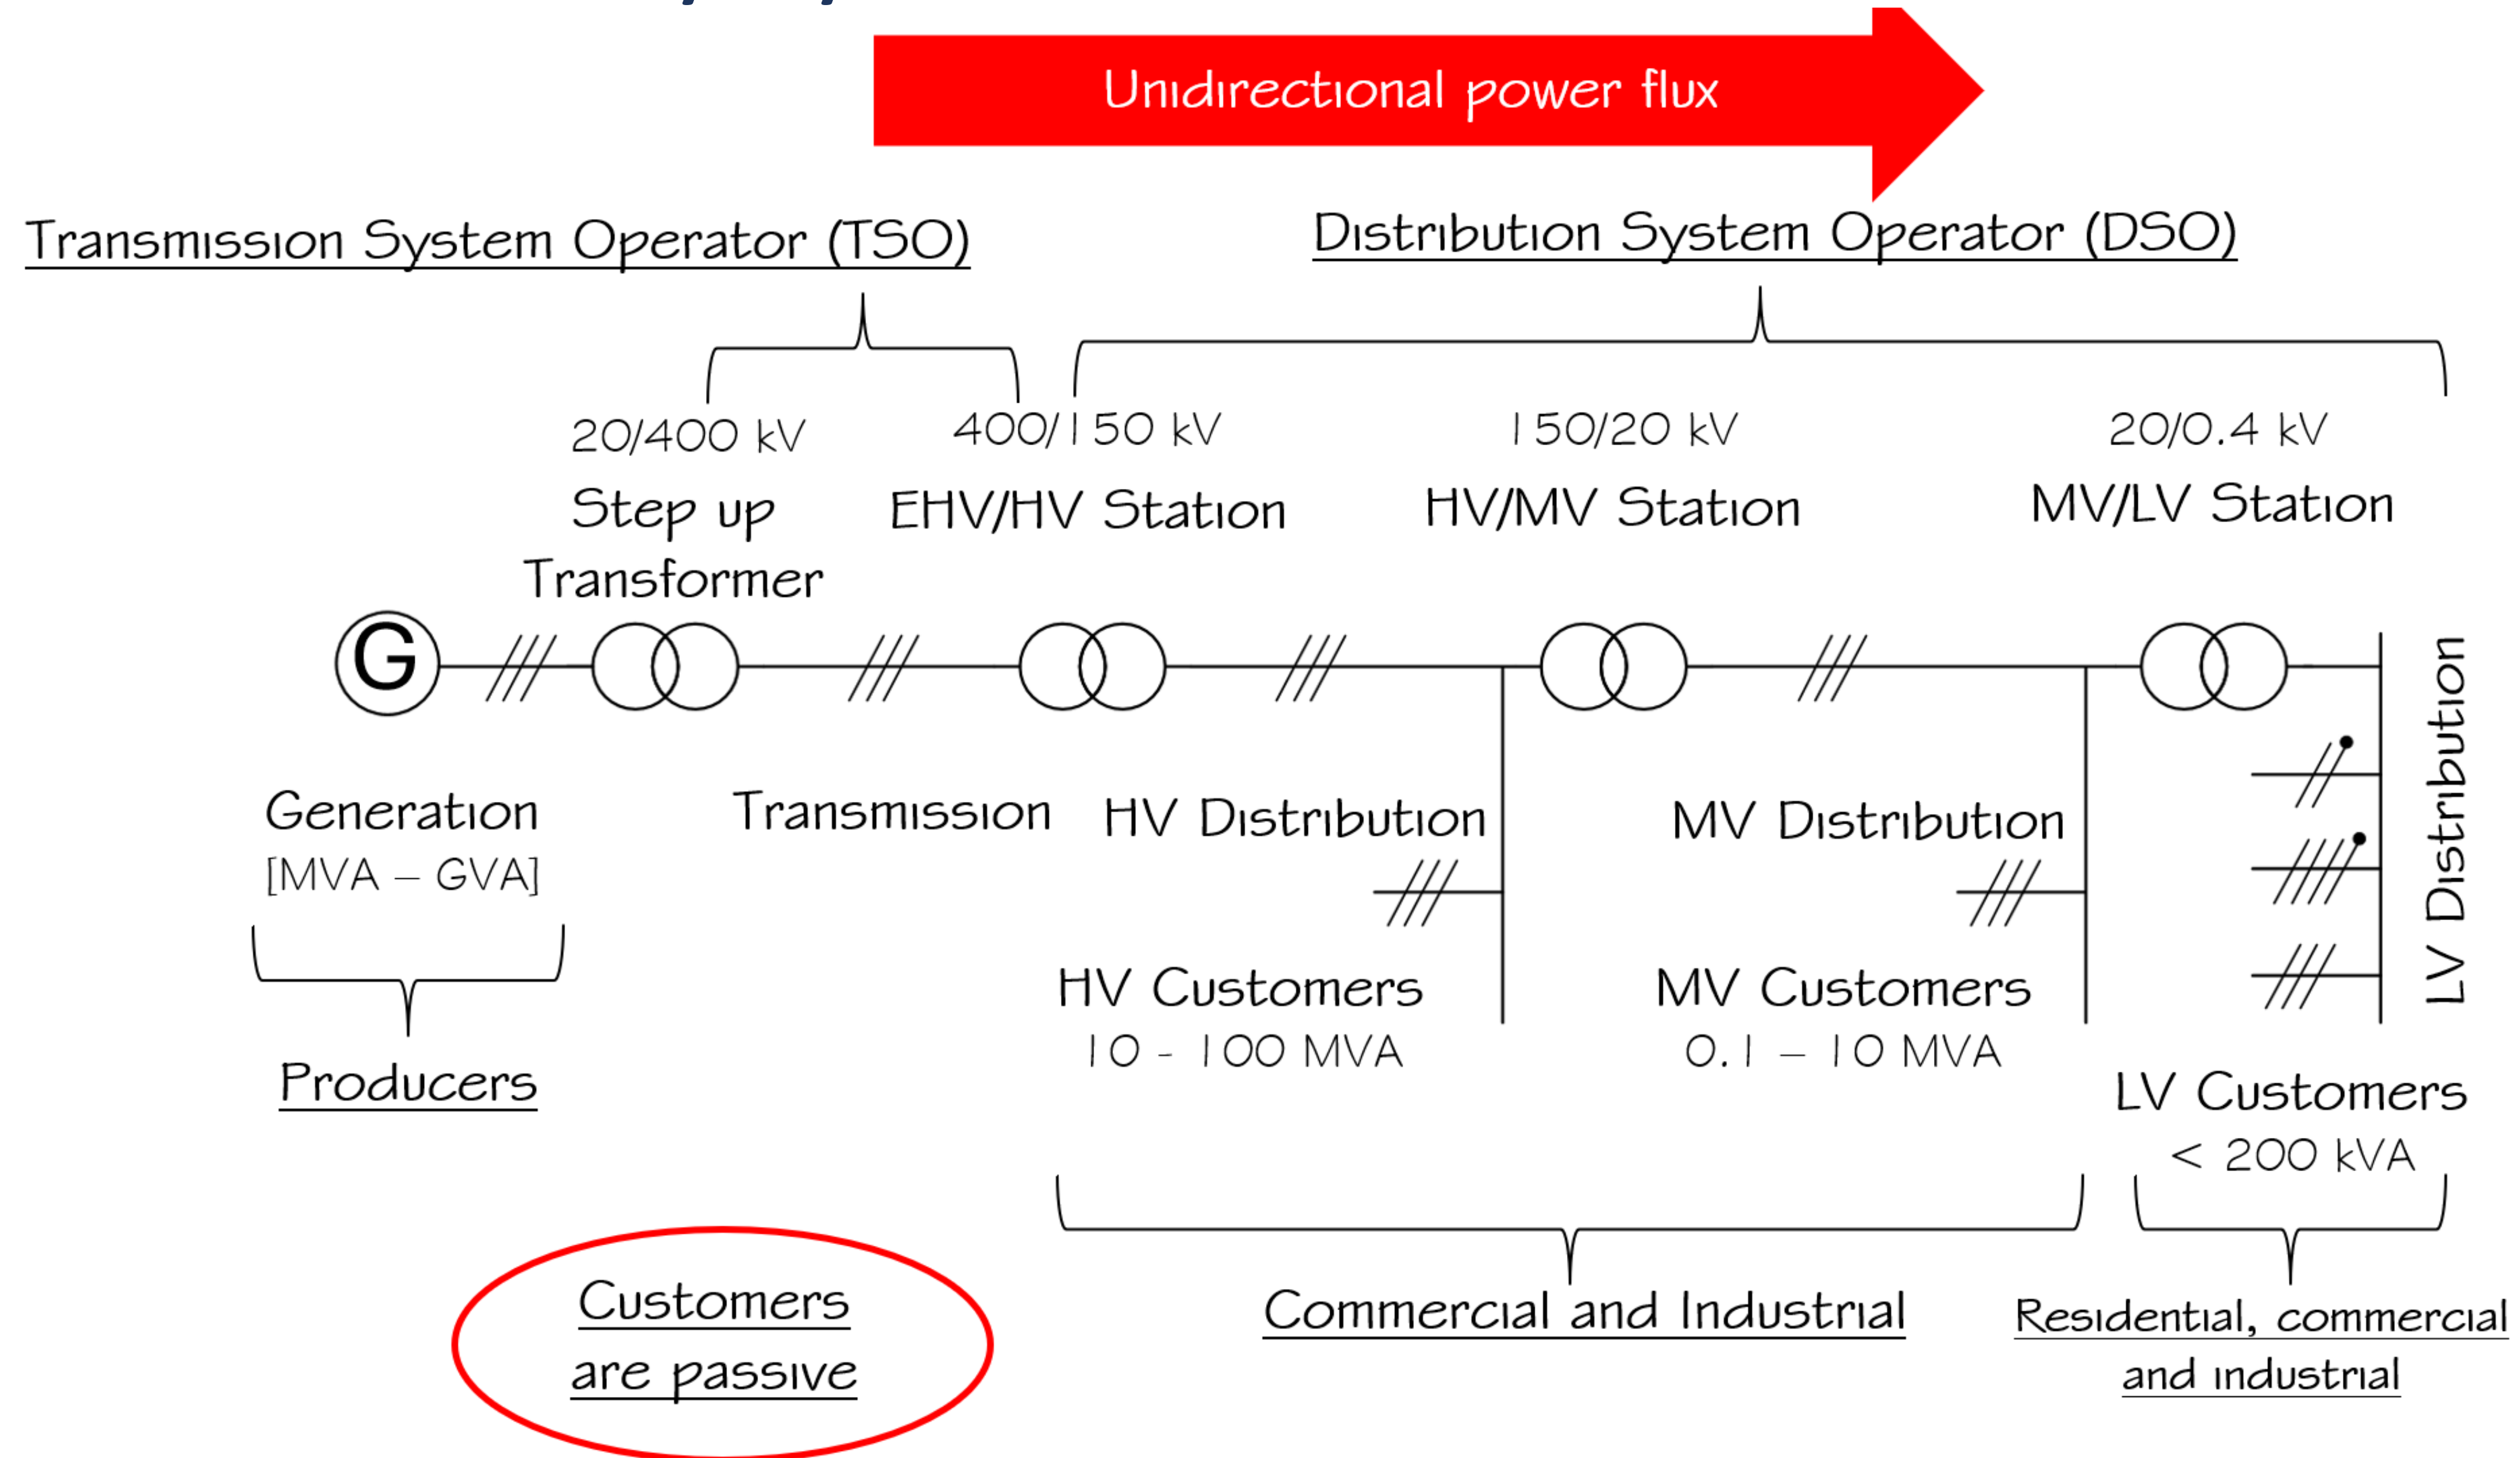 Unidirectional power flux
Transmission System Operator (TSO)
Distribution System Operator (DSO)
20/400 kV
400/150 kV
150/20 kV
20/0.4 kV
Step up
Transformer
EHV/HV Station
HV/MV Station
MV/LV Station
G
LV Distribution
Generation
[MVA – GVA]
Transmission
HV Distribution
MV Distribution
HV Customers
10 - 100 MVA
MV Customers
0.1 – 10 MVA
Producers
LV Customers
< 200 kVA
Customers
are passive
Commercial and Industrial
Residential, commercial
and industrial